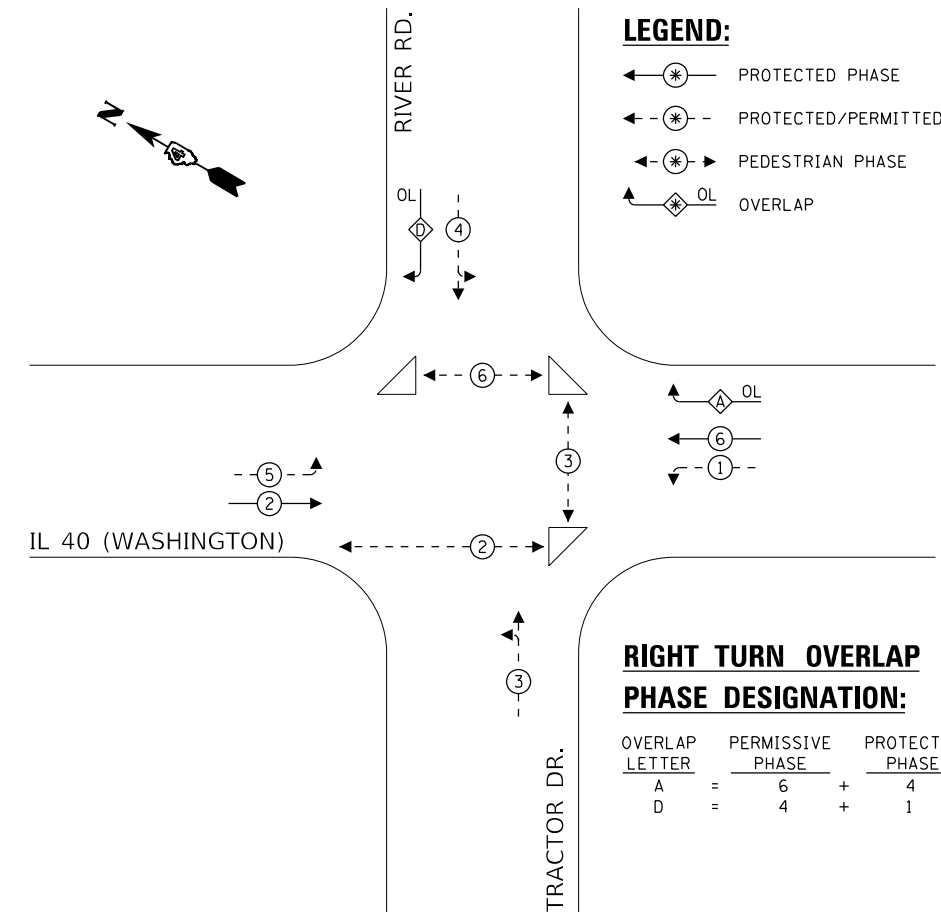 LEGEND:
* PROTECTED PHASE
* PROTECTED/PERMITTED
* PEDESTRIAN PHASE
* OL OVERLAP
N
RIVER RD.
OL
D 4
6
A OL
6
1
3
5
2
IL 40 (WASHINGTON)
2
3
TRACTOR DR.
RIGHT TURN OVERLAP
PHASE DESIGNATION:
OVERLAP PERMISSIVE PROTECT
LETTER PHASE PHASE
A = 6 + 4
D = 4 + 1